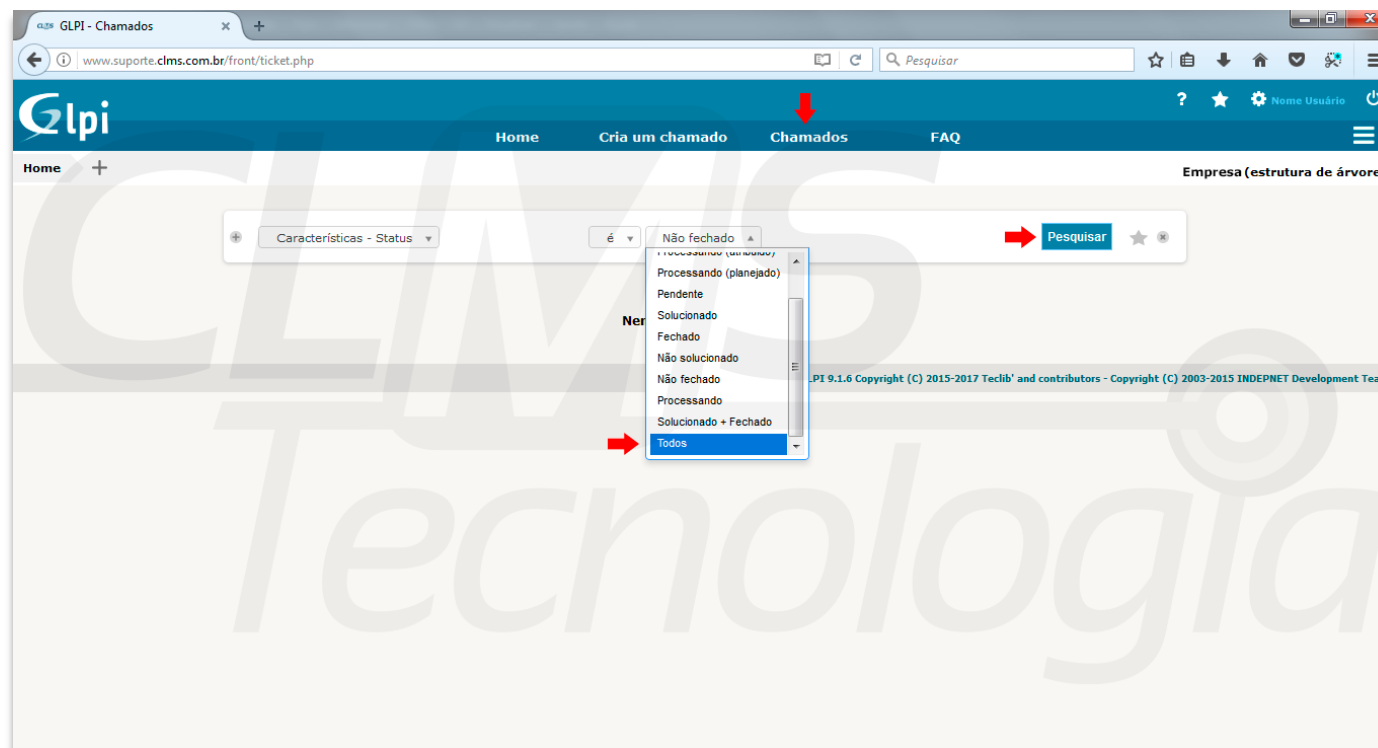 GLPI - Chamados
www.suporte.clms.com.br/front/ticket.php
Pesquisar
Glpi
? Nome Usuário
Home Cria um chamado Chamados FAQ
Home
Empresa (estrutura de árvore
Características - Status é Não fechado Pesquisar
Processando (atribuído)
Processando (planejado)
Pendente
Solucionado
Ner
Fechado
Não solucionado
Não fechado
LPI 9.1.6 Copyright (C) 2015-2017 Teclib' and contributors - Copyright (C) 2003-2015 INDEPNET Development Tea
Processando
Solucionado + Fechado
Todos
CLMS
Tecnologia